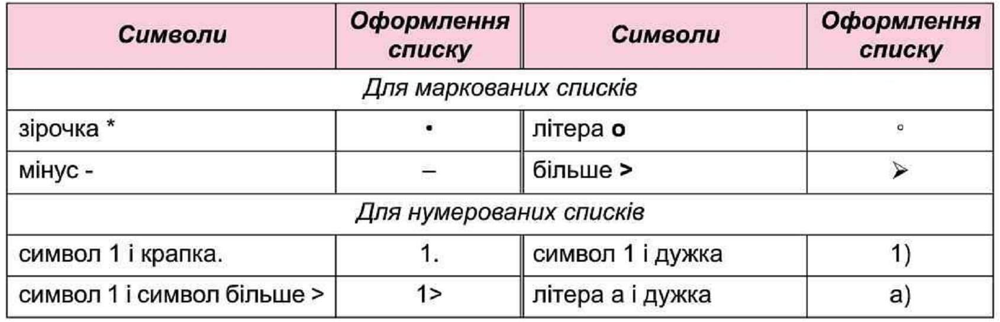 Символи Оформлення списку Символи Оформлення списку
Для маркованих списків
зірочка * • літера о ◦
мінус - – більше > ➢
Для нумерованих списків
символ 1 і крапка. 1. символ 1 і дужка 1)
символ 1 і символ більше > 1> літера а і дужка а)